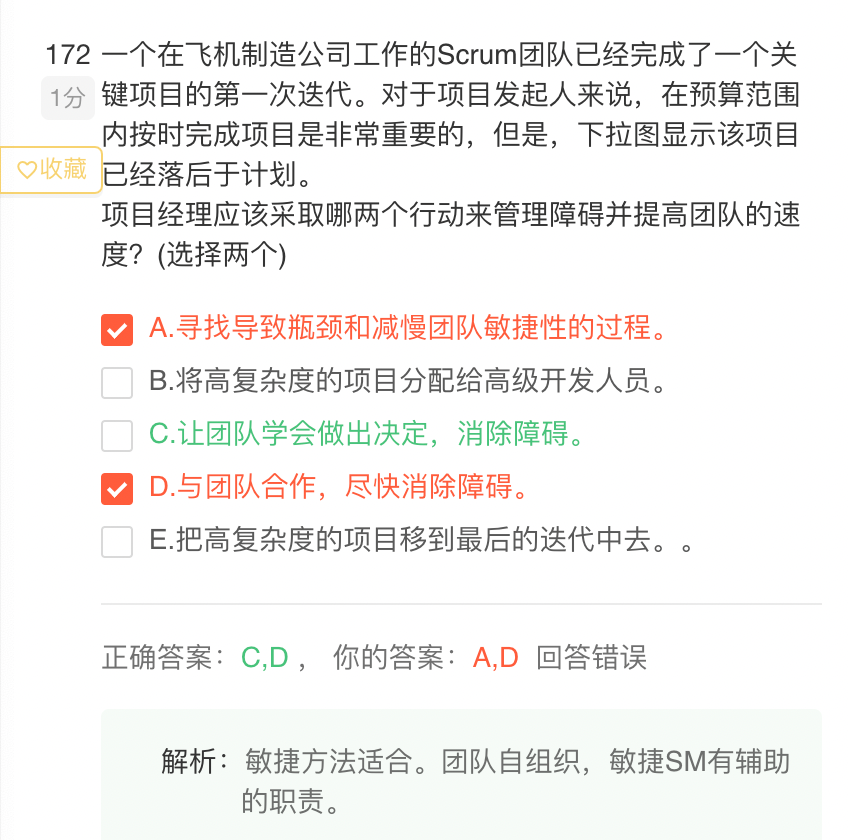 172 一个在飞机制造公司工作的Scrum团队已经完成了一个关
1分 键项目的第一次迭代。对于项目发起人来说，在预算范围
内按时完成项目是非常重要的，但是，下拉图显示该项目
♡收藏 已经落后于计划。
项目经理应该采取哪两个行动来管理障碍并提高团队的速
度？(选择两个)
A.寻找导致瓶颈和减慢团队敏捷性的过程。
B.将高复杂度的项目分配给高级开发人员。
C.让团队学会做出决定，消除障碍。
D.与团队合作，尽快消除障碍。
E.把高复杂度的项目移到最后的迭代中去。。
正确答案：C,D ， 你的答案：A,D 回答错误
解析：敏捷方法适合。团队自组织，敏捷SM有辅助
的职责。